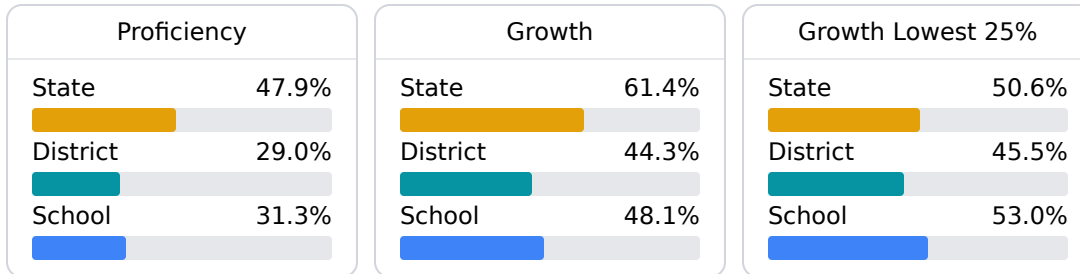 Proficiency
State 47.9%
District 29.0%
School 31.3%
Growth
State 61.4%
District 44.3%
School 48.1%
Growth Lowest 25%
State 50.6%
District 45.5%
School 53.0%